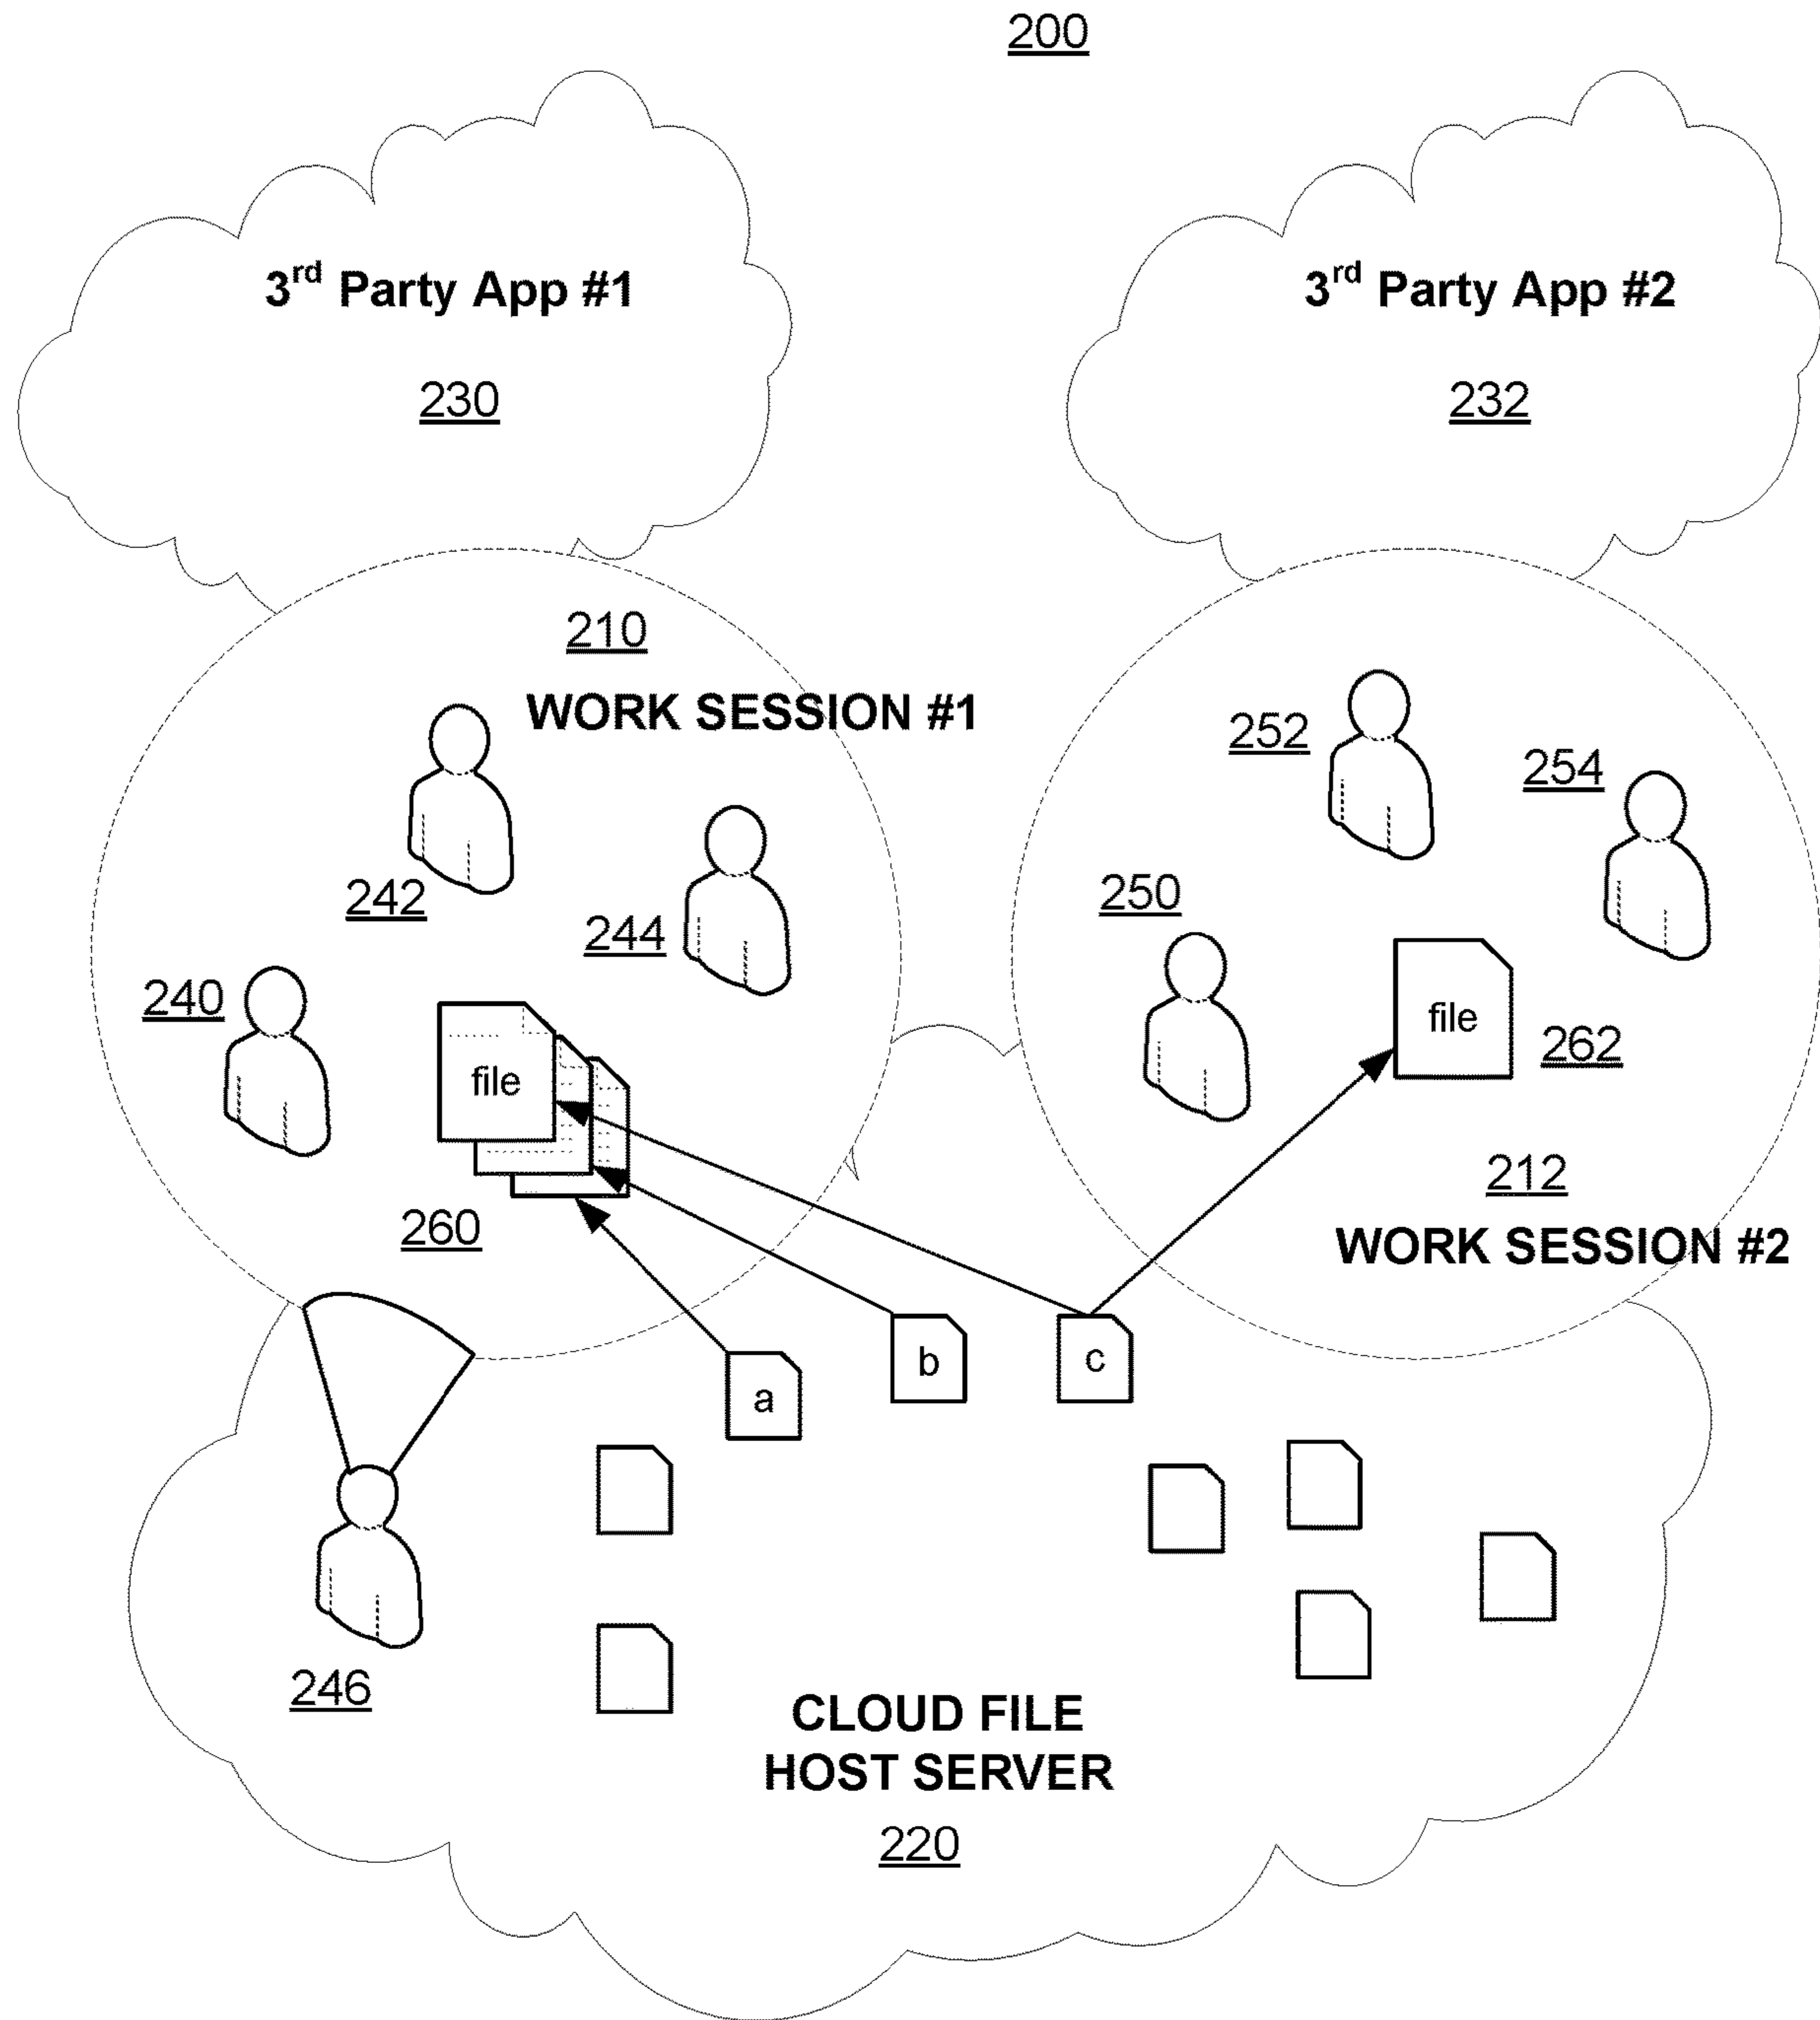 200
3rd Party App #1
230
3rd Party App #2
232
210
WORK SESSION #1
242
244
240
file
260
252
254
250
file
262
212
WORK SESSION #2
a
b
c
246
CLOUD FILE
HOST SERVER
220